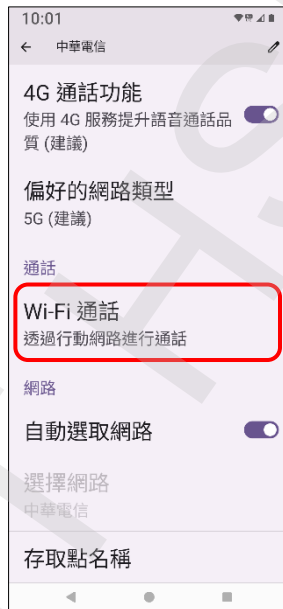 10:01
中華電信
4G 通話功能
使用 4G 服務提升語音通話品
質 (建議)
偏好的網路類型
5G (建議)
通話
Wi-Fi 通話
透過行動網路進行通話
網路
自動選取網路
選擇網路
中華電信
存取點名稱